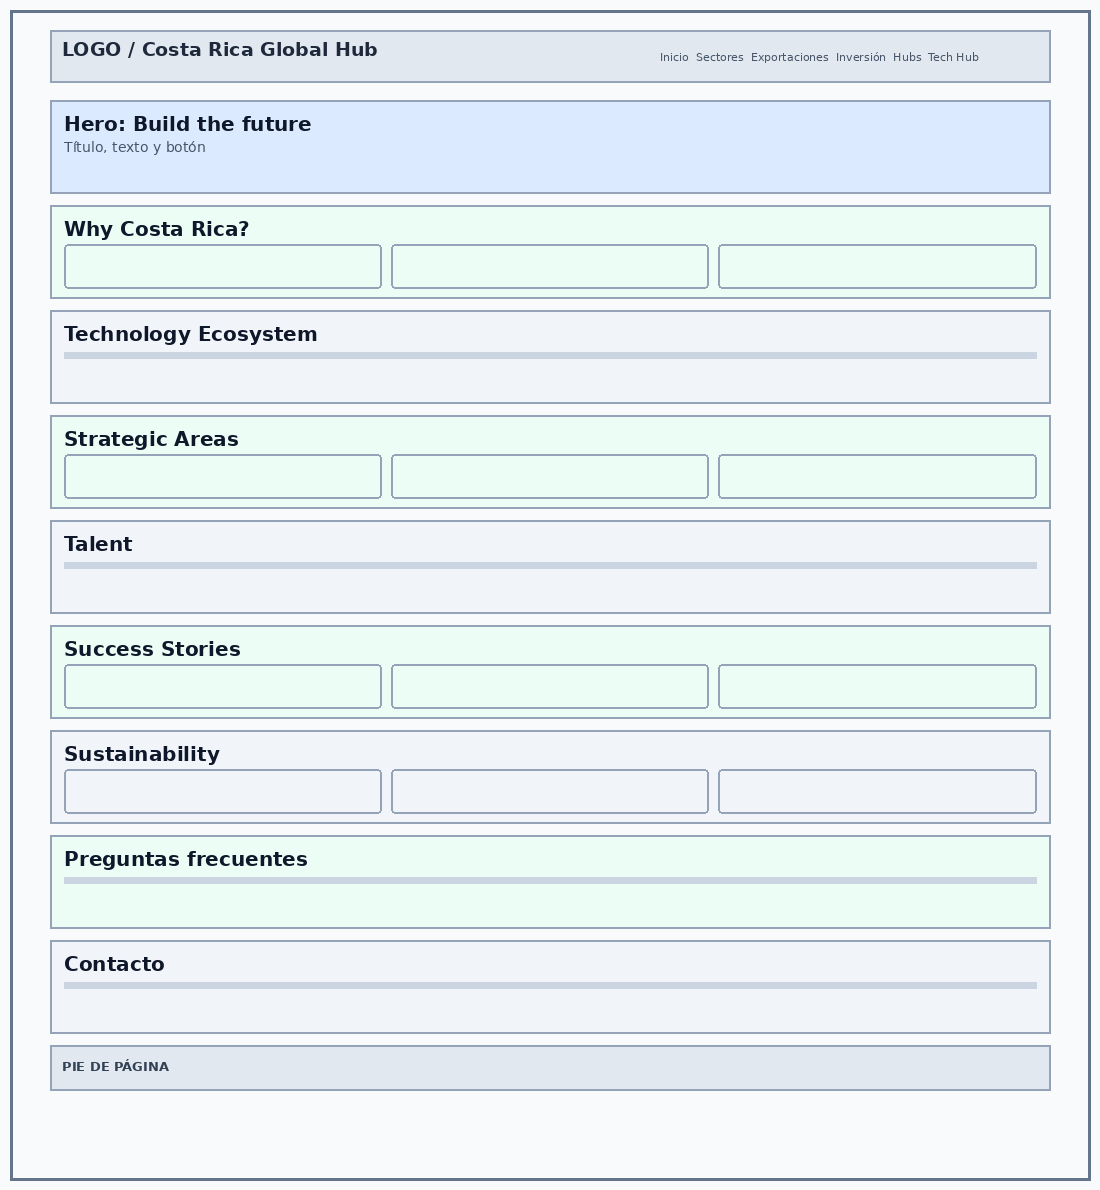 LOGO / Costa Rica Global Hub
Inicio Sectores Exportaciones Inversión Hubs Tech Hub
Hero: Build the future
Título, texto y botón
Why Costa Rica?
Technology Ecosystem
Strategic Areas
Talent
Success Stories
Sustainability
Preguntas frecuentes
Contacto
PIE DE PÁGINA